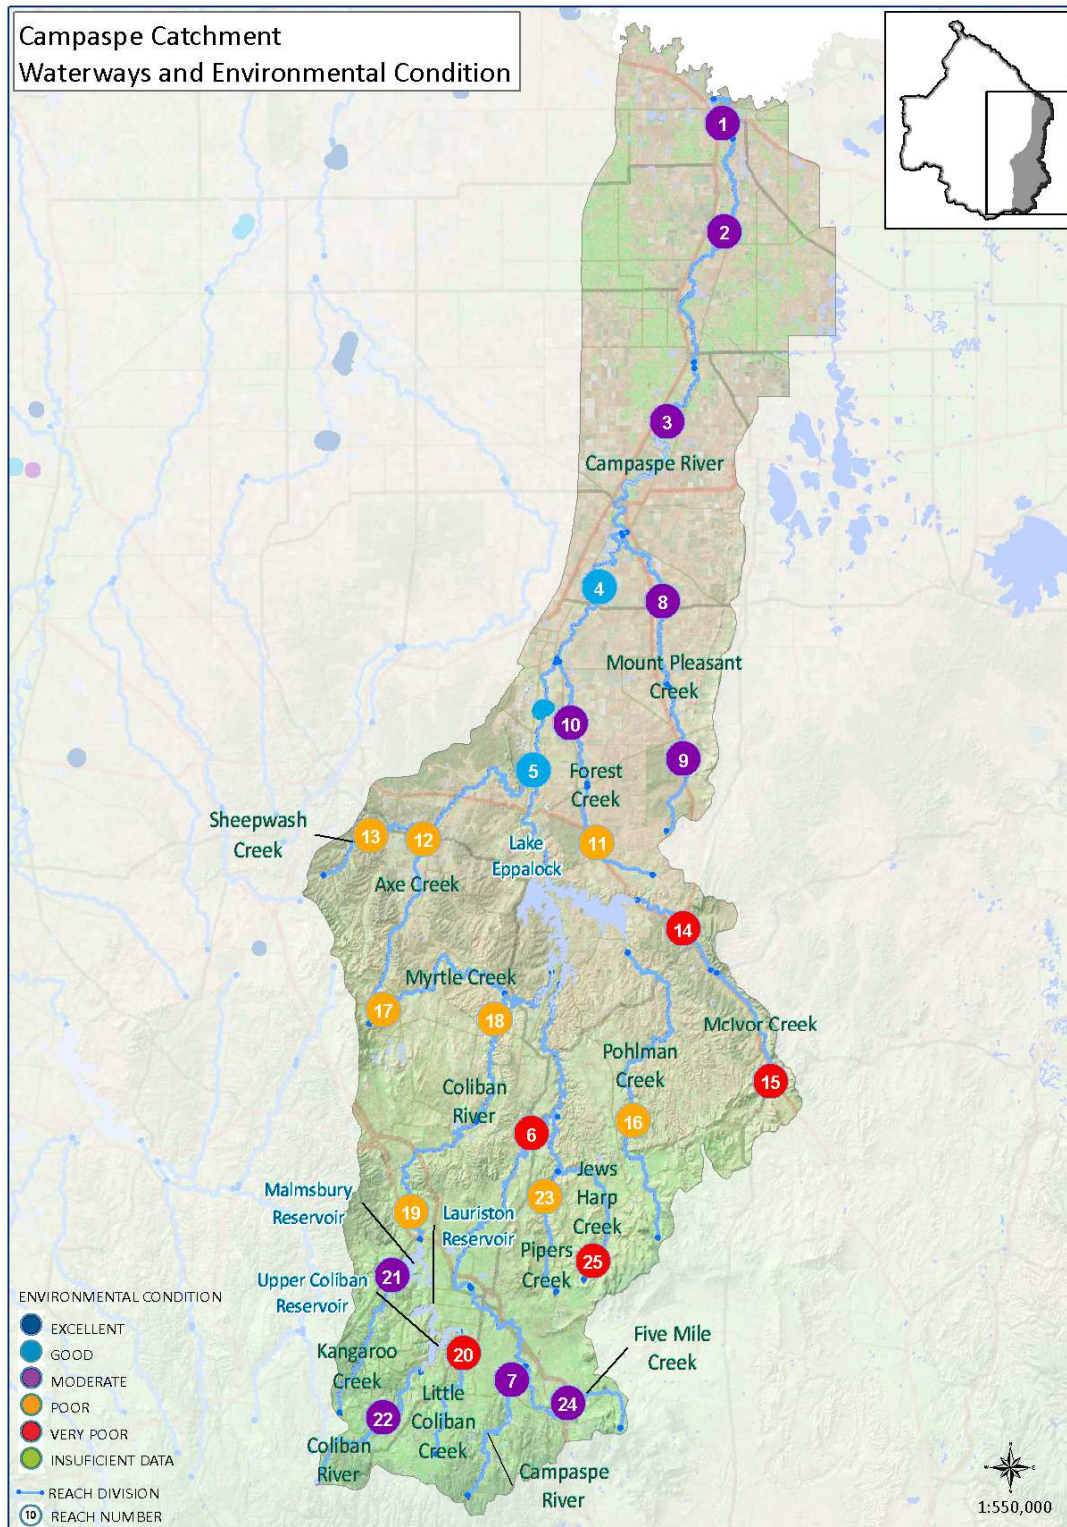 Campaspe Catchment
Waterways and Environmental Condition
1
2
3
Campaspe River
4
8
Mount Pleasant
Creek
10
9
5
Forest
Creek
Sheepwash
Creek
13
12
11
Lake
Eppalock
Axe Creek
14
Myrtle Creek
17
18
McIvor Creek
Pohlman
Creek
15
Coliban
River
16
6
Jews
Harp
Creek
23
Malmsbury
Reservoir
19
Lauriston
Reservoir
Pipers
Creek
25
21
Upper Coliban
Reservoir
ENVIRONMENTAL CONDITION
EXCELLENT
GOOD
MODERATE
POOR
VERY POOR
INSUFICIENT DATA
REACH DIVISION
10 REACH NUMBER
Kangaroo
Creek
20
Five Mile
Creek
7
Little
Coliban
Creek
24
22
Coliban
River
Campaspe
River
N
S
W
E
1:550,000